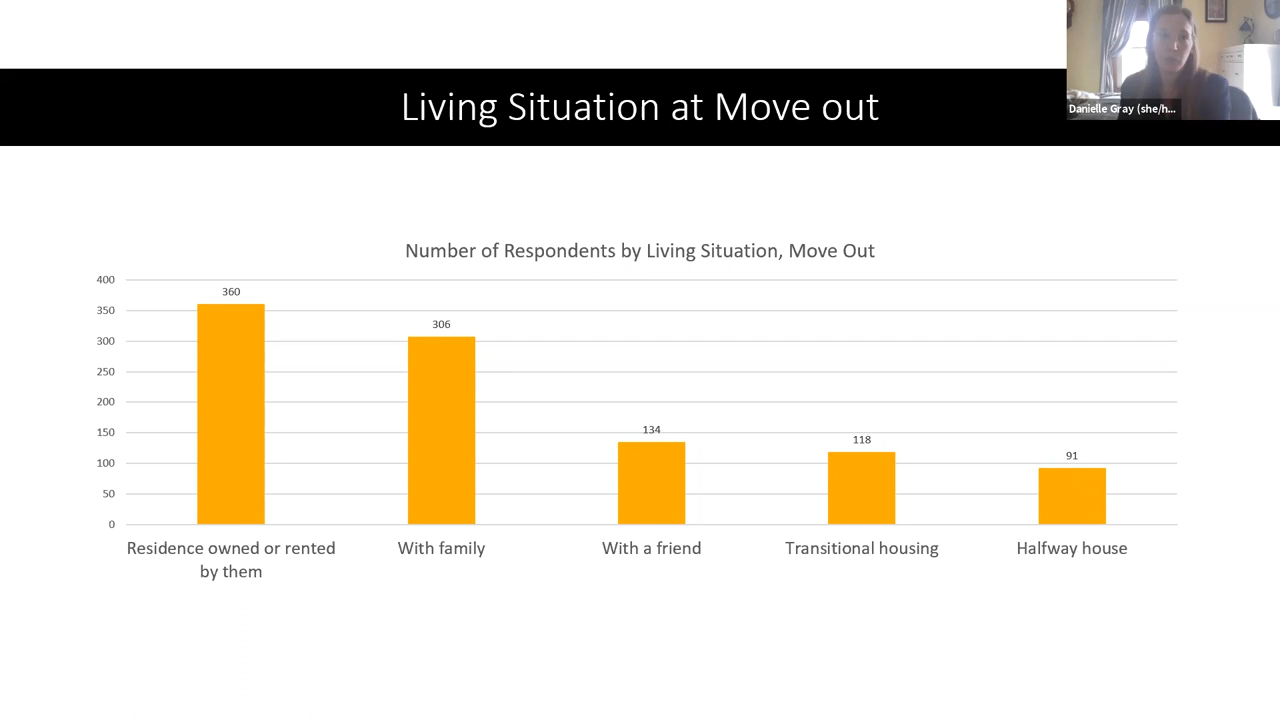 Living Situation at Move out
Danielle Gray (she/h...
Number of Respondents by Living Situation, Move Out
400
350
300
250
200
150
100
50
0
360
306
134
118
91
Residence owned or rented
by them
With family
With a friend
Transitional housing
Halfway house